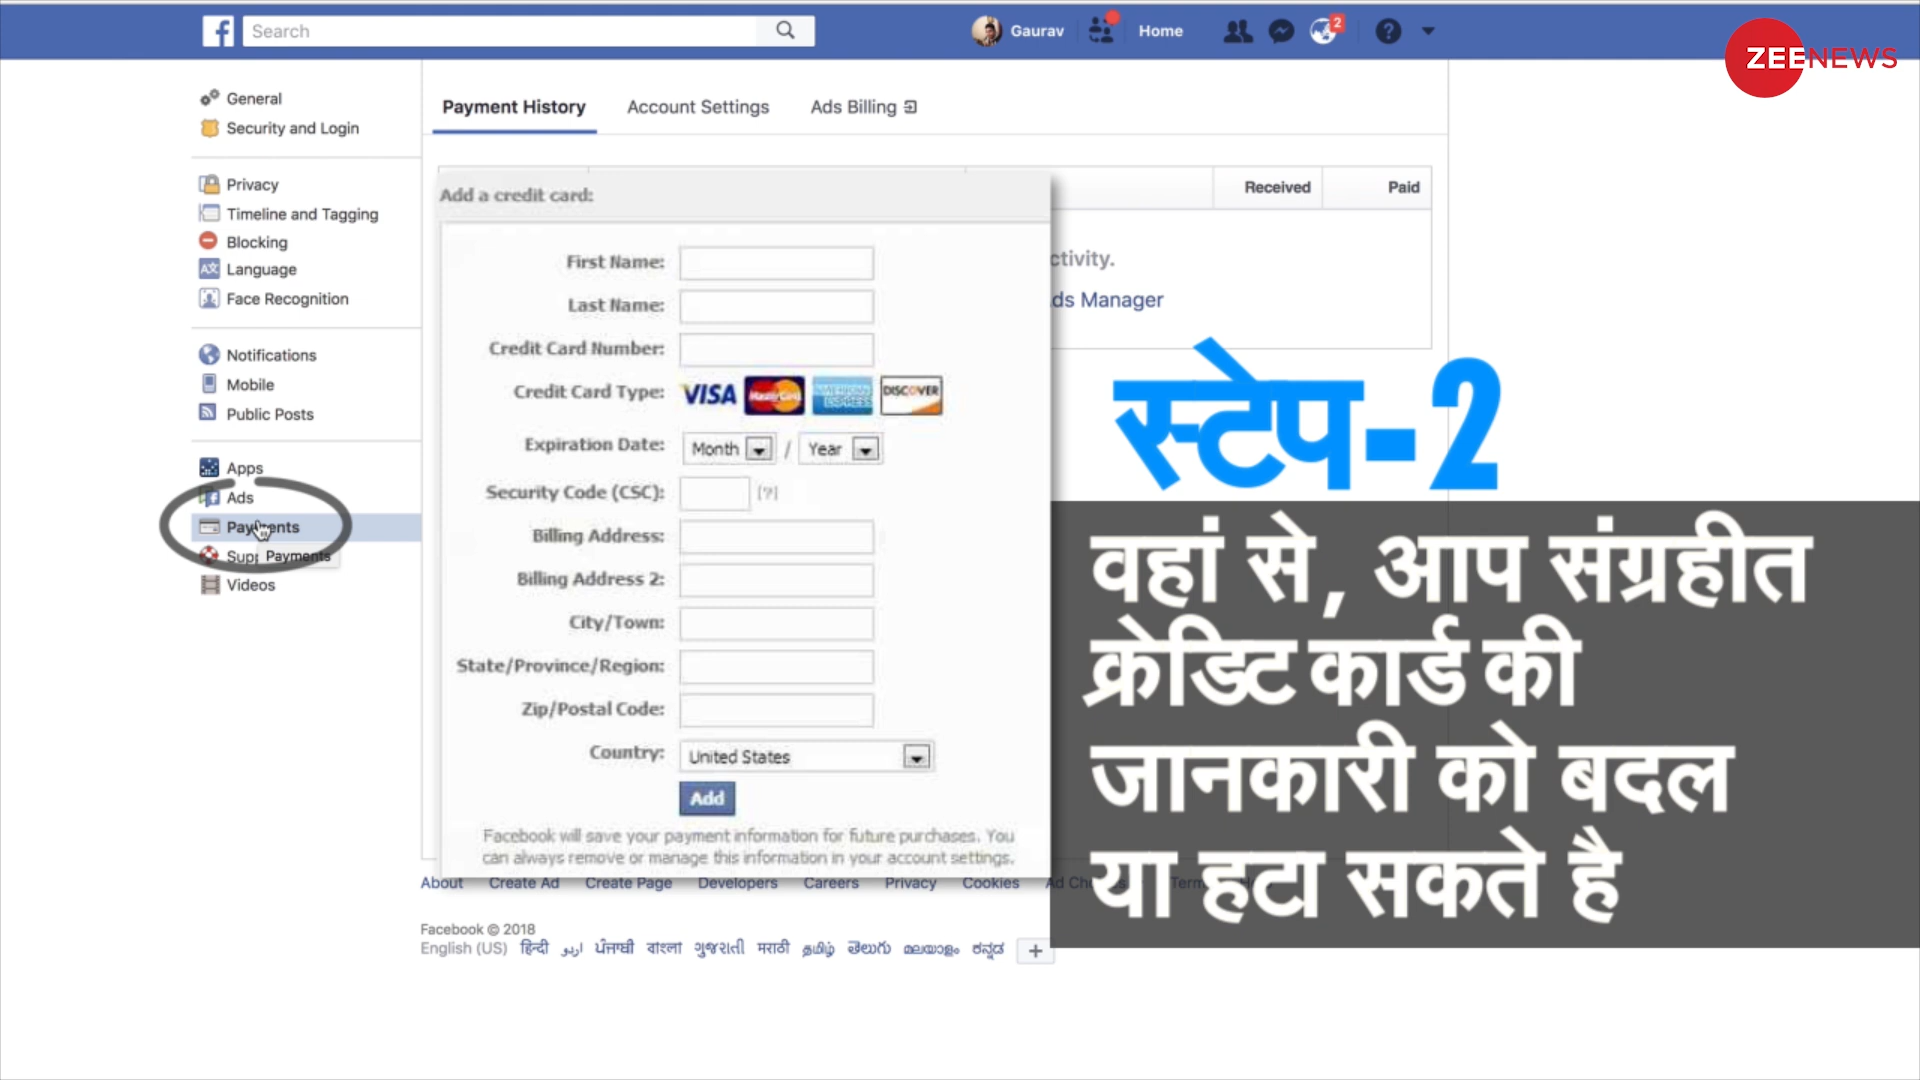 Search
Gaurav
Home
2
ZEENEWS
General
Security and Login
Privacy
Timeline and Tagging
Blocking
Language
Face Recognition
Notifications
Mobile
Public Posts
Apps
Ads
Payments
Payments
Videos
Payment History
Account Settings
Ads Billing
Received
Paid
Ads Manager
Add a credit card:
First Name:
Last Name:
Credit Card Number:
Credit Card Type: VISA MasterCard AMERICAN EXPRESS DISCOVER
Expiration Date: Month / Year
Security Code (CSC): [?]
Billing Address:
Billing Address 2:
City/Town:
State/Province/Region:
Zip/Postal Code:
Country: United States
Add
Facebook will save your payment information for future purchases. You
can always remove or manage this information in your account settings.
स्टेप-2
वहां से, आप संग्रहीत
क्रेडिट कार्ड की
जानकारी को बदल
या हटा सकते है
About Create Ad Create Page Developers Careers Privacy Cookies
Facebook © 2018
English (US) हिन्दी اردو ਪੰਜਾਬੀ বাংলা ગુજરાતી मराठी தமிழ் తెలుగు മലയാളം ಕನ್ನಡ +